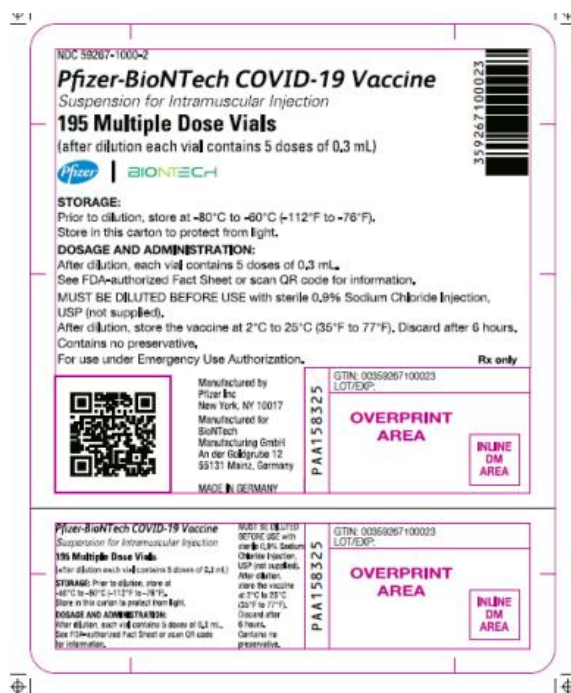 NDC 59267-1000-2
Pfizer-BioNTech COVID-19 Vaccine
Suspension for Intramuscular Injection
195 Multiple Dose Vials
(after dilution each vial contains 5 doses of 0.3 mL)
Pfizer | BIONTECH
359267100023
STORAGE:
Prior to dilution, store at -80°C to -60°C (-112°F to -76°F).
Store in this carton to protect from light.
DOSAGE AND ADMINISTRATION:
After dilution, each vial contains 5 doses of 0.3 mL.
See FDA-authorized Fact Sheet or scan QR code for information.
MUST BE DILUTED BEFORE USE with sterile 0.9% Sodium Chloride Injection,
USP (not supplied).
After dilution, store the vaccine at 2°C to 25°C (35°F to 77°F). Discard after 6 hours.
Contains no preservative.
For use under Emergency Use Authorization.
Rx only
Manufactured by
Pfizer Inc
New York, NY 10017
Manufactured for
BioNTech
Manufacturing GmbH
An der Goldgrube 12
55131 Mainz, Germany
MADE IN GERMANY
PAA158325
GTIN: 00359267100023
LOT/EXP:
OVERPRINT
AREA
INLINE
DM
AREA
Pfizer-BioNTech COVID-19 Vaccine
Suspension for Intramuscular Injection
195 Multiple Dose Vials
(after dilution each vial contains 5 doses of 0.3 mL)
STORAGE: Prior to dilution, store at
-80°C to -60°C (-112°F to -76°F).
Store in this carton to protect from light.
DOSAGE AND ADMINISTRATION:
After dilution, each vial contains 5 doses of 0.3 mL.
See FDA-authorized Fact Sheet or scan QR code
for information.
MUST BE DILUTED
BEFORE USE with
sterile 0.9% Sodium
Chloride Injection,
USP (not supplied).
After dilution,
store the vaccine
at 2°C to 25°C
(35°F to 77°F).
Discard after
6 hours.
Contains no
preservative.
PAA158325
GTIN: 00359267100023
LOT/EXP:
OVERPRINT
AREA
INLINE
DM
AREA